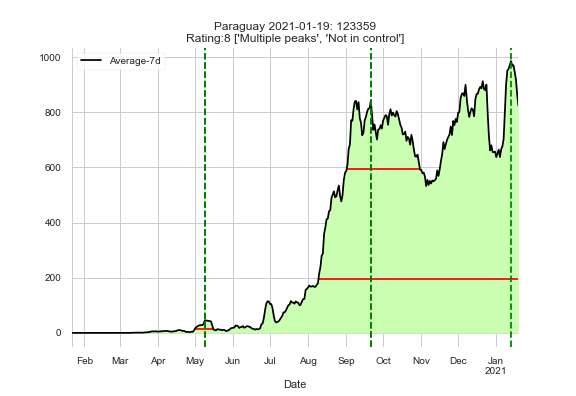 Paraguay 2021-01-19: 123359
Rating:8 ['Multiple peaks', 'Not in control']
Average-7d
1000
800
600
400
200
0
Feb Mar Apr May Jun Jul Aug Sep Oct Nov Dec Jan
2021
Date